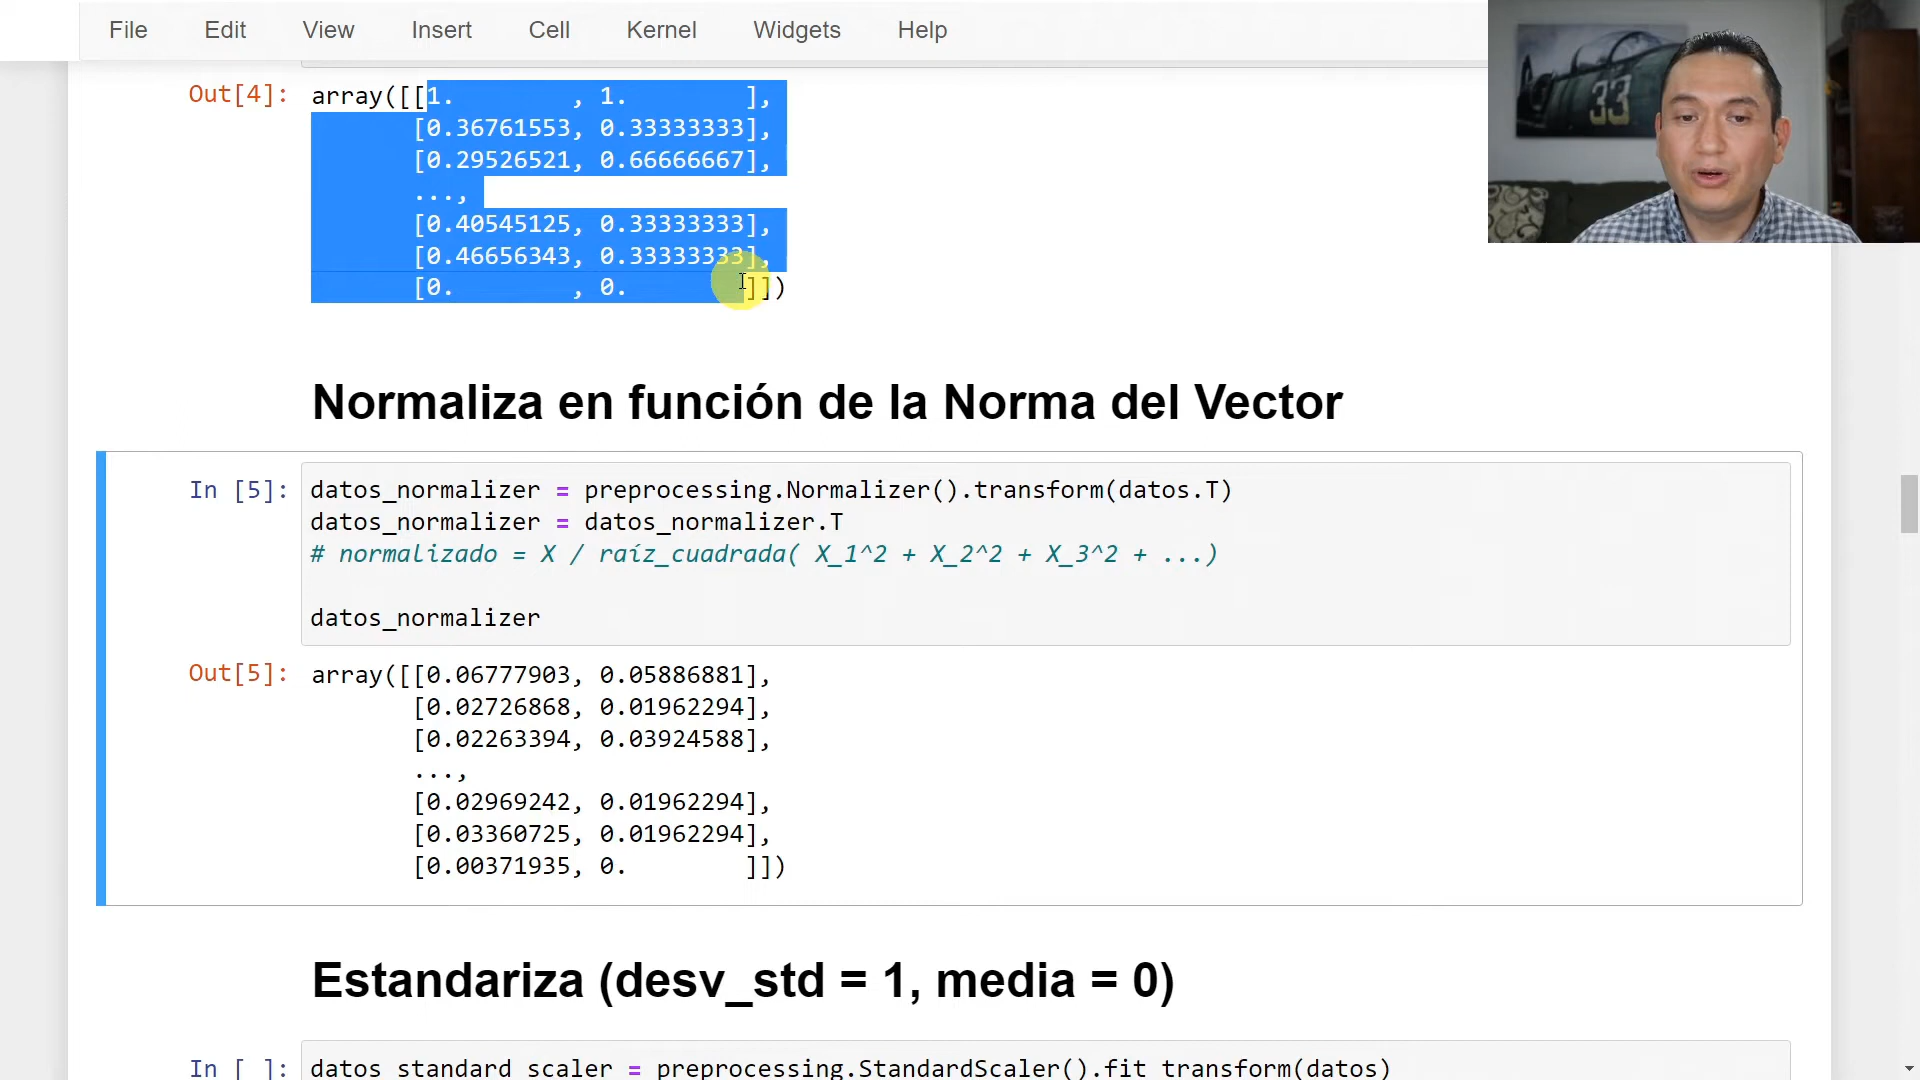 File Edit View Insert Cell Kernel Widgets Help
Out[4]: array([[1.        , 1.        ],
[0.36761553, 0.33333333],
[0.29526521, 0.66666667],
...,
[0.40545125, 0.33333333],
[0.46656343, 0.33333333],
[0.        , 0.        ]])
33
Normaliza en función de la Norma del Vector
In [5]: datos_normalizer = preprocessing.Normalizer().transform(datos.T)
datos_normalizer = datos_normalizer.T
# normalizado = X / raíz_cuadrada( X_1^2 + X_2^2 + X_3^2 + ...)
datos_normalizer
Out[5]: array([[0.06777903, 0.05886881],
[0.02726868, 0.01962294],
[0.02263394, 0.03924588],
...,
[0.02969242, 0.01962294],
[0.03360725, 0.01962294],
[0.00371935, 0.        ]])
Estandariza (desv_std = 1, media = 0)
In [ ]: datos_standard_scaler = preprocessing.StandardScaler().fit_transform(datos)